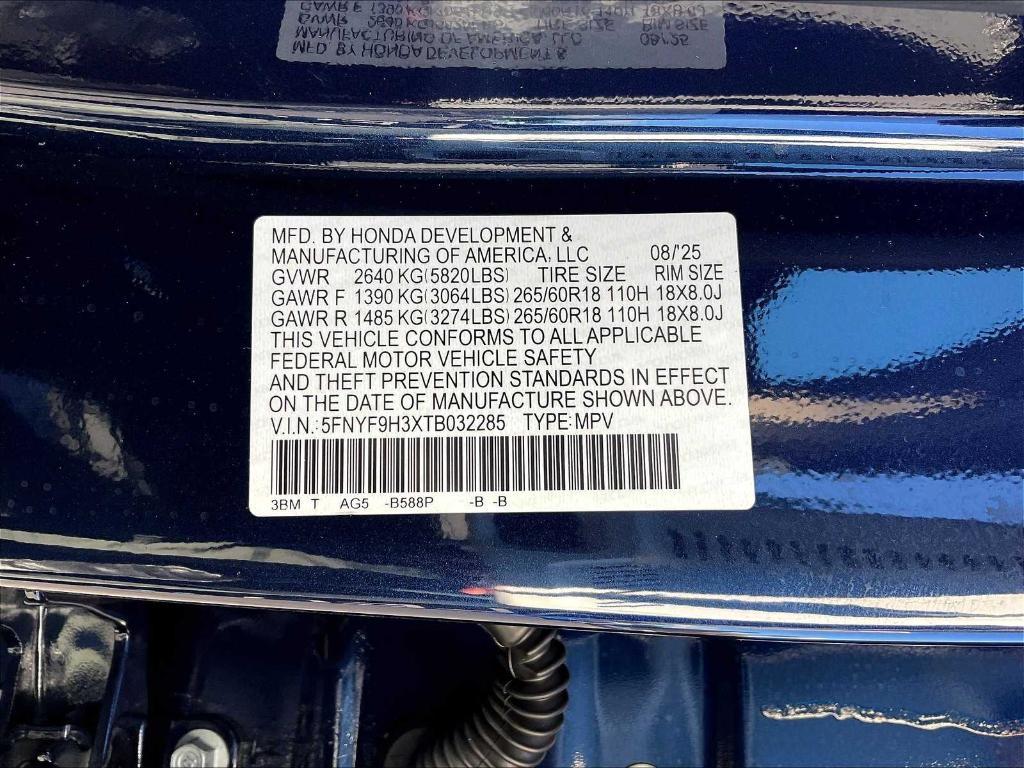 MFD. BY HONDA DEVELOPMENT &
MANUFACTURING OF AMERICA, LLC 08/'25
GVWR 2640 KG(5820LBS) TIRE SIZE RIM SIZE
GAWR F 1390 KG(3064LBS) 265/60R18 110H 18X8.0J
GAWR R 1485 KG(3274LBS) 265/60R18 110H 18X8.0J
THIS VEHICLE CONFORMS TO ALL APPLICABLE
FEDERAL MOTOR VEHICLE SAFETY
AND THEFT PREVENTION STANDARDS IN EFFECT
ON THE DATE OF MANUFACTURE SHOWN ABOVE.
V.I.N.:5FNYF9H3XTB032285 TYPE:MPV
3BM T AG5 -B588P -B -B